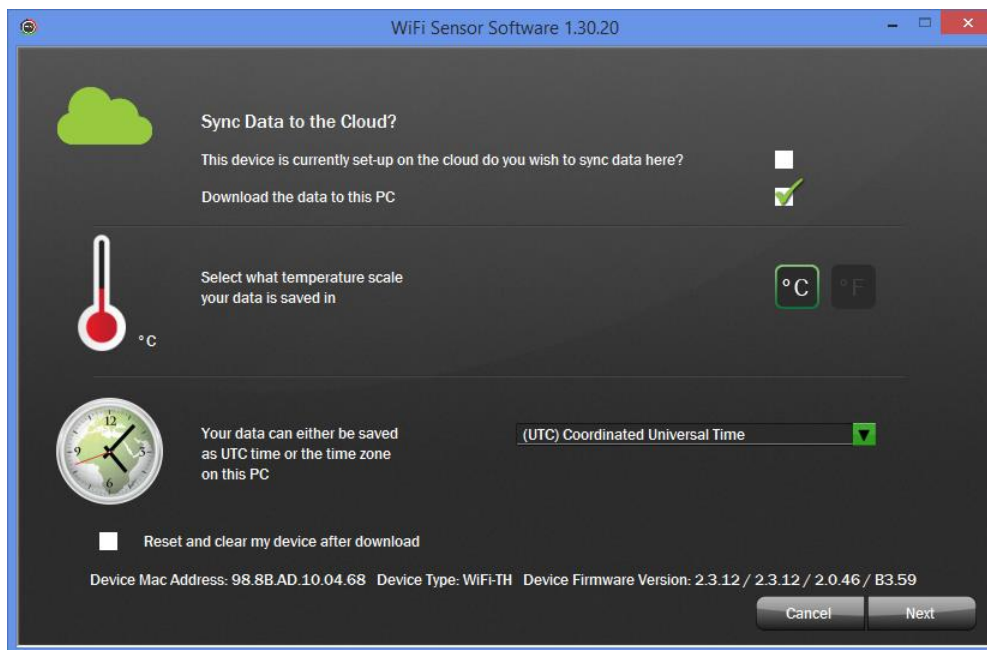 WiFi Sensor Software 1.30.20
Sync Data to the Cloud?
This device is currently set-up on the cloud do you wish to sync data here?
Download the data to this PC
Select what temperature scale
your data is saved in
°C °F
°C
12
Your data can either be saved
as UTC time or the time zone
on this PC
(UTC) Coordinated Universal Time
9 3
6
Reset and clear my device after download
Device Mac Address: 98.8B.AD.10.04.68 Device Type: WiFi-TH Device Firmware Version: 2.3.12 / 2.3.12 / 2.0.46 / B3.59
Cancel Next